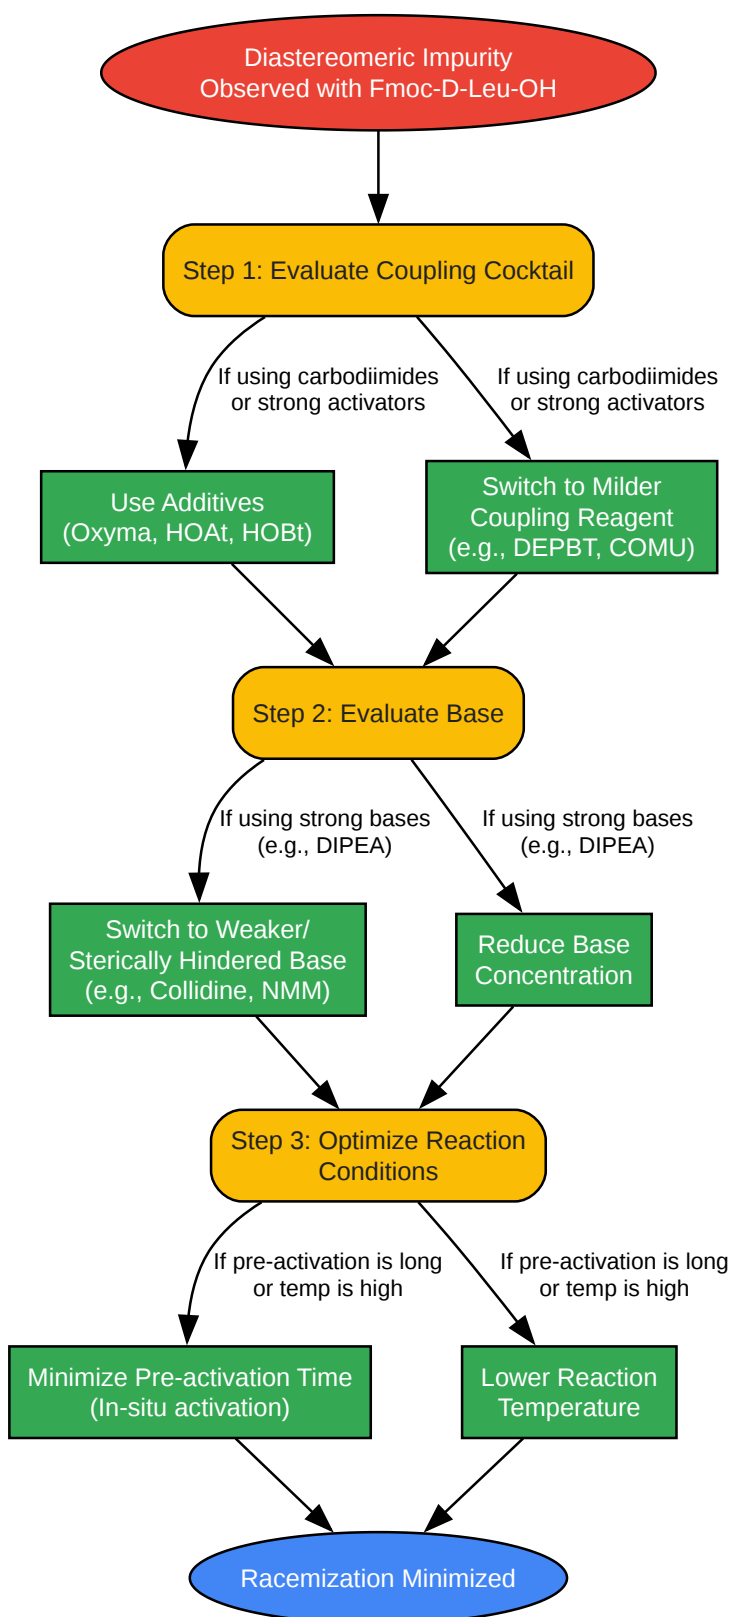 Diastereomeric Impurity
Observed with Fmoc-D-Leu-OH
Step 1: Evaluate Coupling Cocktail
If using carbodiimides
or strong activators
If using carbodiimides
or strong activators
Use Additives
(Oxyma, HOAt, HOBt)
Switch to Milder
Coupling Reagent
(e.g., DEPBT, COMU)
Step 2: Evaluate Base
If using strong bases
(e.g., DIPEA)
If using strong bases
(e.g., DIPEA)
Switch to Weaker/
Sterically Hindered Base
(e.g., Collidine, NMM)
Reduce Base
Concentration
Step 3: Optimize Reaction
Conditions
If pre-activation is long
or temp is high
If pre-activation is long
or temp is high
Minimize Pre-activation Time
(In-situ activation)
Lower Reaction
Temperature
Racemization Minimized